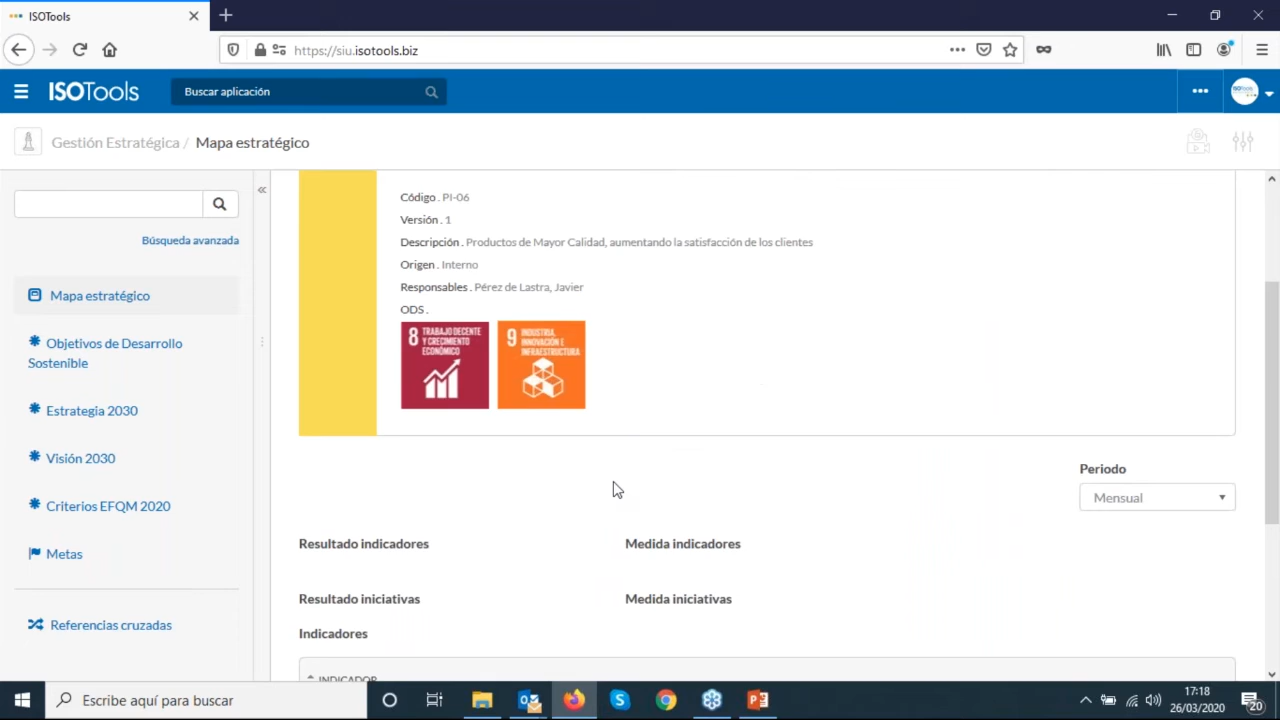 ISOTools
https://siu.isotools.biz
ISOTools
Buscar aplicación
Gestión Estratégica / Mapa estratégico
Búsqueda avanzada
Mapa estratégico
Objetivos de Desarrollo
Sostenible
Estrategia 2030
Visión 2030
Criterios EFQM 2020
Metas
Referencias cruzadas
Código . PI-06
Versión . 1
Descripción . Productos de Mayor Calidad, aumentando la satisfacción de los clientes
Origen . Interno
Responsables . Pérez de Lastra, Javier
ODS .
8 TRABAJO DECENTE
Y CRECIMIENTO
ECONÓMICO
9 INDUSTRIA,
INNOVACIÓN E
INFRAESTRUCTURA
Periodo
Mensual
Resultado indicadores
Medida indicadores
Resultado iniciativas
Medida iniciativas
Indicadores
INDICADOR
Escribe aquí para buscar
17:18
26/03/2020
20